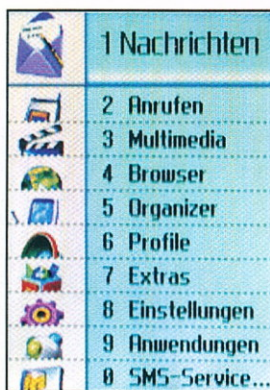 1 Nachrichten
2 Anrufen
3 Multimedia
4 Browser
5 Organizer
6 Profile
7 Extras
8 Einstellungen
9 Anwendungen
0 SMS-Service..